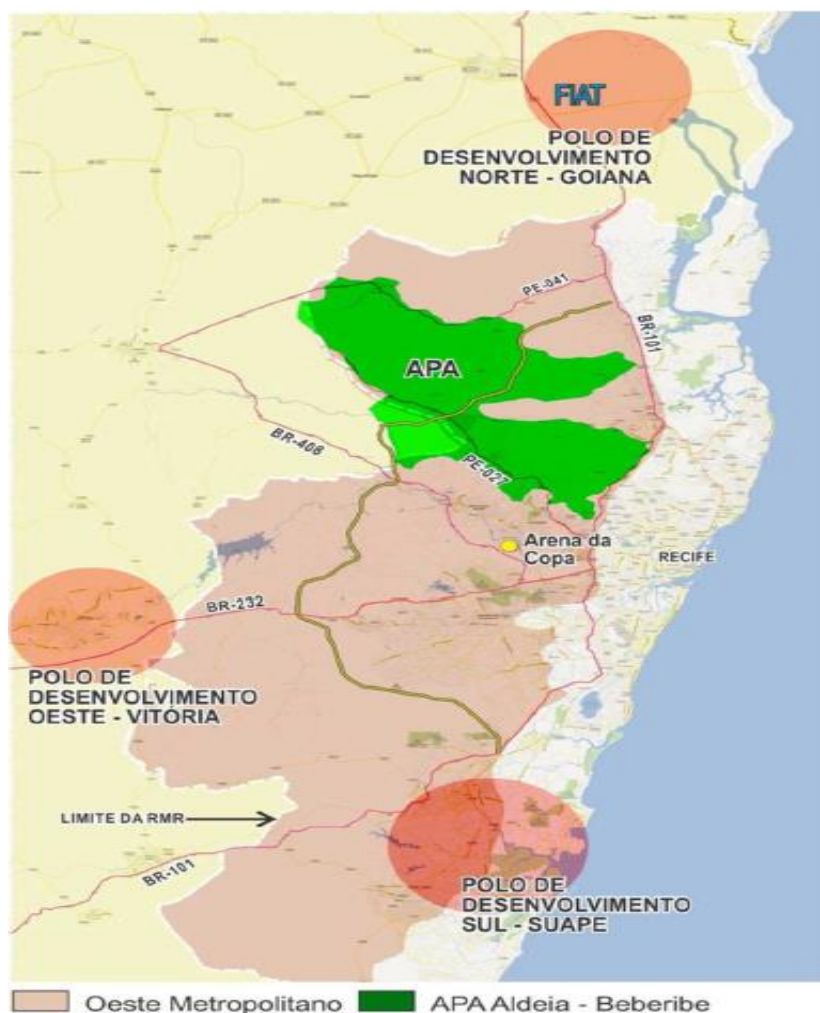 FIAT
POLO DE
DESENVOLVIMENTO
NORTE - GOIANA
PE-041
BR-101
APA
BR-408
PE-027
Arena da
Copa
RECIFE
BR-232
POLO DE
DESENVOLVIMENTO
OESTE - VITÓRIA
LIMITE DA RMR
BR-101
POLO DE
DESENVOLVIMENTO
SUL - SUAPE
Oeste Metropolitano
APA Aldeia - Beberibe